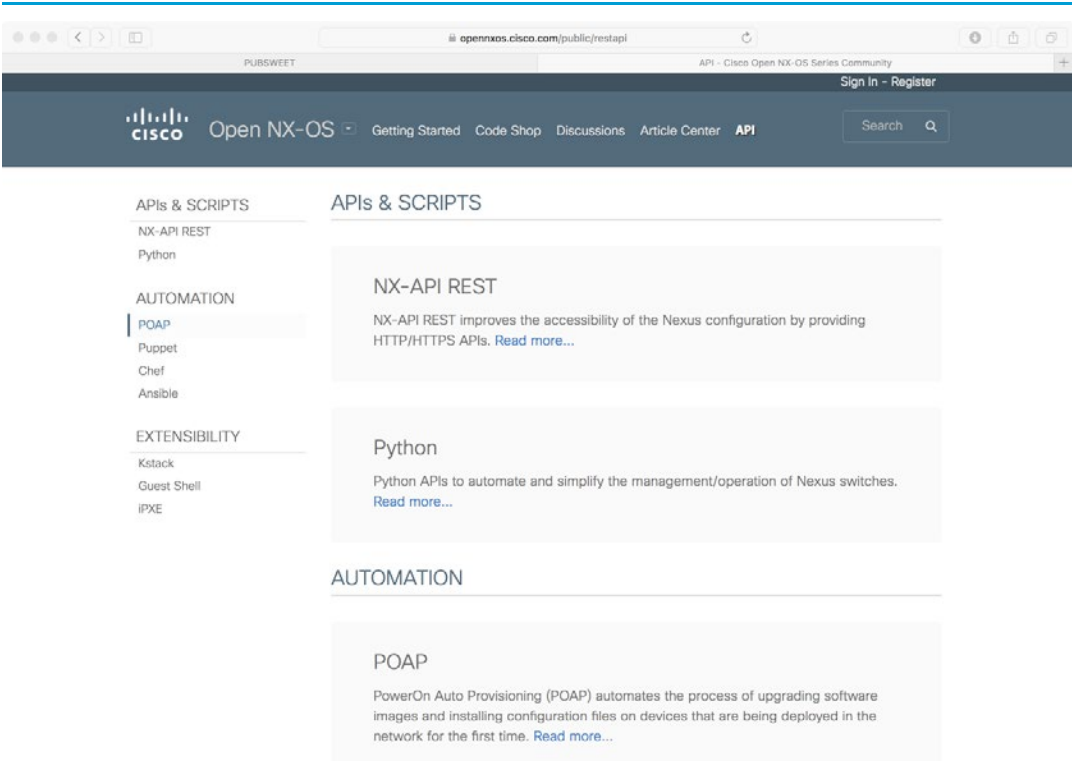 opennxos.cisco.com/public/restapi
PUBSWEET
API - Cisco Open NX-OS Series Community
Sign In - Register
CISCO
Open NX-OS
Getting Started
Code Shop
Discussions
Article Center
API
Search
APIs & SCRIPTS
NX-API REST
Python
AUTOMATION
POAP
Puppet
Chef
Ansible
EXTENSIBILITY
Kstack
Guest Shell
iPXE
APIs & SCRIPTS
NX-API REST
NX-API REST improves the accessibility of the Nexus configuration by providing
HTTP/HTTPS APIs. Read more...
Python
Python APIs to automate and simplify the management/operation of Nexus switches.
Read more...
AUTOMATION
POAP
PowerOn Auto Provisioning (POAP) automates the process of upgrading software
images and installing configuration files on devices that are being deployed in the
network for the first time. Read more...